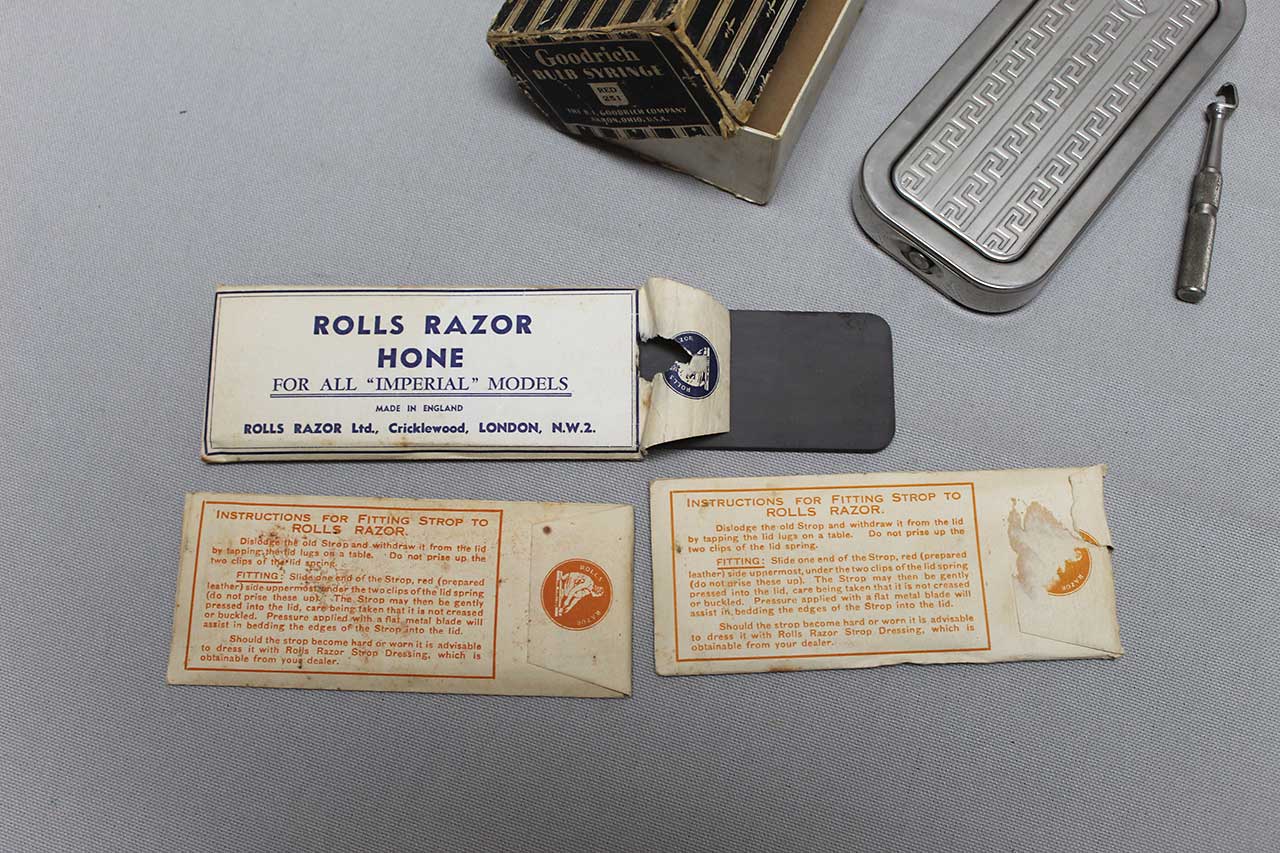 Goodrich
BULB SYRINGE
RED
251
THE B.F. GOODRICH COMPANY
AKRON, OHIO, U.S.A.
ROLLS RAZOR
HONE
FOR ALL "IMPERIAL" MODELS
MADE IN ENGLAND
ROLLS RAZOR Ltd., Cricklewood, LONDON, N.W.2.
RAZOR
ROLLS
INSTRUCTIONS FOR FITTING STROP TO
ROLLS RAZOR.
Dislodge the old Strop and withdraw it from the lid
by tapping the lid lugs on a table. Do not prise up the
two clips of the lid spring.
FITTING: Slide one end of the Strop, red (prepared
leather) side uppermost, under the two clips of the lid spring
(do not prise these up). The Strop may then be gently
pressed into the lid, care being taken that it is not creased
or buckled. Pressure applied with a flat metal blade will
assist in bedding the edges of the Strop into the lid.
Should the strop become hard or worn it is advisable
to dress it with Rolls Razor Strop Dressing, which is
obtainable from your dealer.
ROLLS
RAZOR
INSTRUCTIONS FOR FITTING STROP TO
ROLLS RAZOR.
Dislodge the old Strop and withdraw it from the lid
by tapping the lid lugs on a table. Do not prise up the
two clips of the lid spring.
FITTING: Slide one end of the Strop, red (prepared
leather) side uppermost, under the two clips of the lid spring
(do not prise these up). The Strop may then be gently
pressed into the lid, care being taken that it is not creased
or buckled. Pressure applied with a flat metal blade will
assist in bedding the edges of the Strop into the lid.
Should the strop become hard or worn it is advisable
to dress it with Rolls Razor Strop Dressing, which is
obtainable from your dealer.
RAZOR